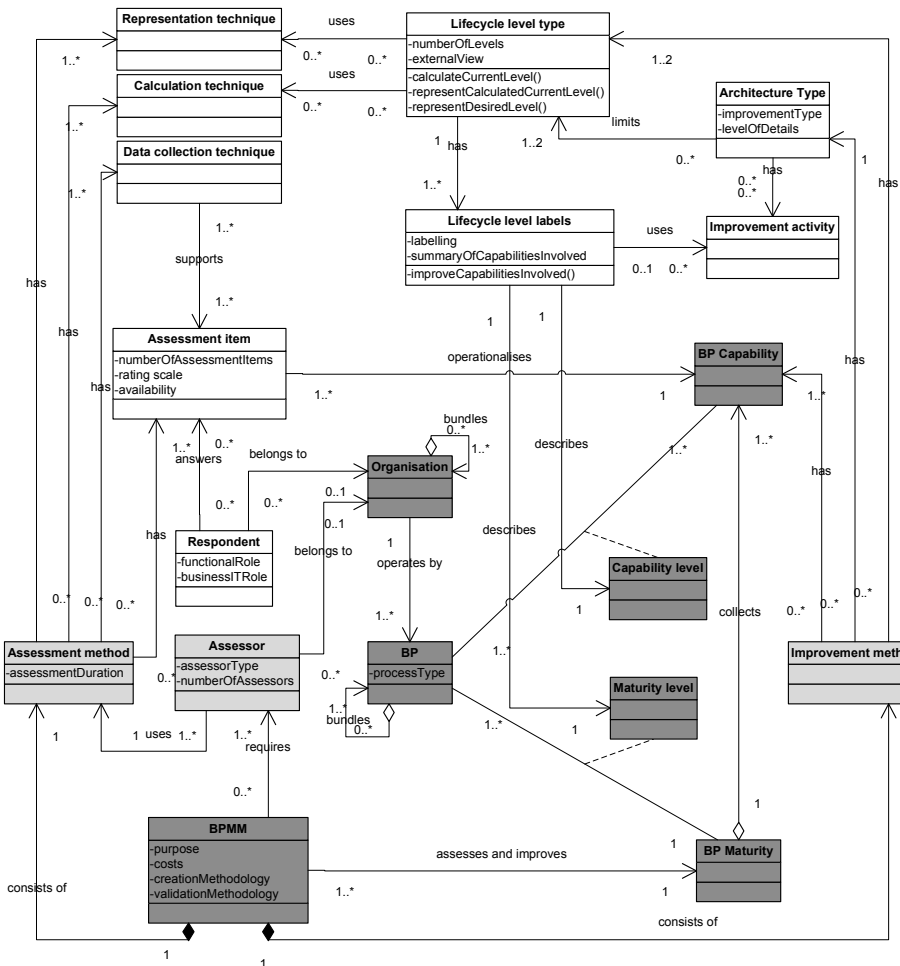 Representation technique
uses
Lifecycle level type
-numberOfLevels
-externalView
-calculateCurrentLevel()
-representCalculatedCurrentLevel()
-representDesiredLevel()
1..*
0..*
0..*
1..2
Calculation technique
uses
0..*
0..*
1..*
Architecture Type
-improvementType
-levelOfDetails
limits
1..2
0..*
1
has
Data collection technique
1..*
1
has
1..*
has
0..*
0..*
Lifecycle level labels
-labelling
-summaryOfCapabilitiesInvolved
-improveCapabilitiesInvolved()
uses
0..1
0..*
Improvement activity
1..*
supports
1..*
has
has
has
1
1
Assessment item
-numberOfAssessmentItems
-rating scale
-availability
operationalises
1..*
1
BP Capability
1..*
1..*
1..*
has
has
1..*
0..*
answers
belongs to
bundles
0..*
1..*
Organisation
describes
0..*
0..*
0..1
0..1
Respondent
-functionalRole
-businessITRole
belongs to
1
operates by
1..*
describes
Capability level
1
collects
has
0..*
0..*
0..*
0..*
0..*
0..*
Assessment method
-assessmentDuration
Assessor
-assessorType
-numberOfAssessors
0..*
BP
-processType
0..*
1..*
bundles
0..*
1..*
1..*
Maturity level
1
Improvement meth
1
1
uses
1..*
1..*
requires
0..*
1
BPMM
-purpose
-costs
-creationMethodology
-validationMethodology
assesses and improves
1..*
1
1
1
BP Maturity
consists of
consists of
1
1